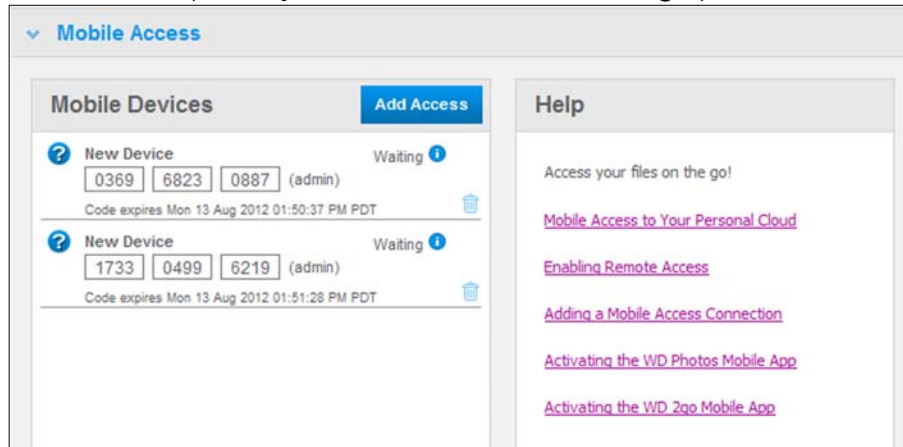 Mobile Access
Mobile Devices
Add Access
New Device
Waiting
0369 6823 0887 (admin)
Code expires Mon 13 Aug 2012 01:50:37 PM PDT
New Device
Waiting
1733 0499 6219 (admin)
Code expires Mon 13 Aug 2012 01:51:28 PM PDT
Help
Access your files on the go!
Mobile Access to Your Personal Cloud
Enabling Remote Access
Adding a Mobile Access Connection
Activating the WD Photos Mobile App
Activating the WD 2go Mobile App